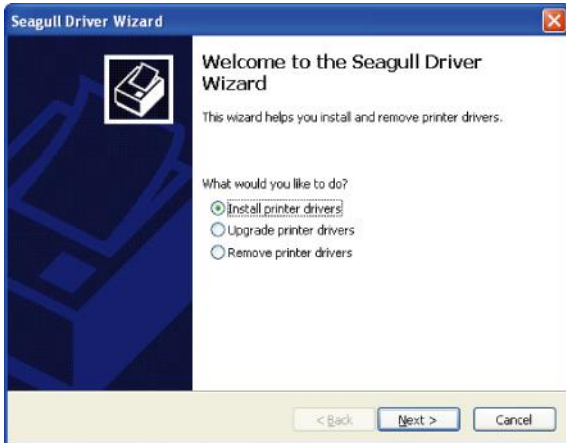 Seagull Driver Wizard
Welcome to the Seagull Driver
Wizard
This wizard helps you install and remove printer drivers.
What would you like to do?
Install printer drivers
Upgrade printer drivers
Remove printer drivers
< Back
Next >
Cancel